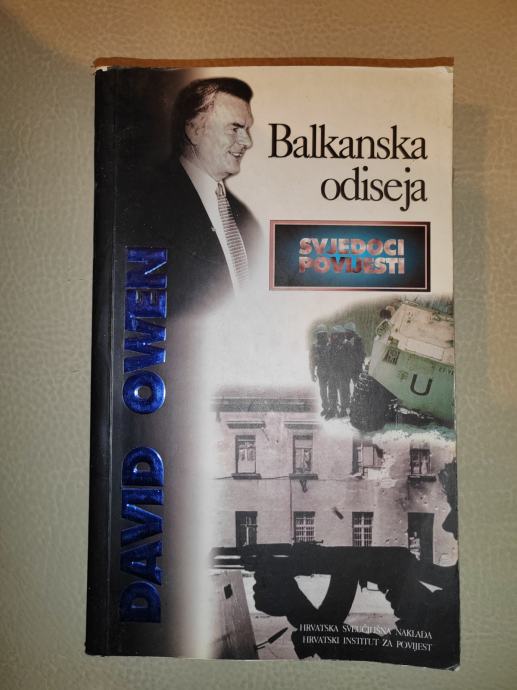 Balkanska
odiseja
SVJEDOCI
POVIJESTI
DAVID OWEN
U
HRVATSKA SVEUČILIŠNA NAKLADA
HRVATSKI INSTITUT ZA POVIJEST